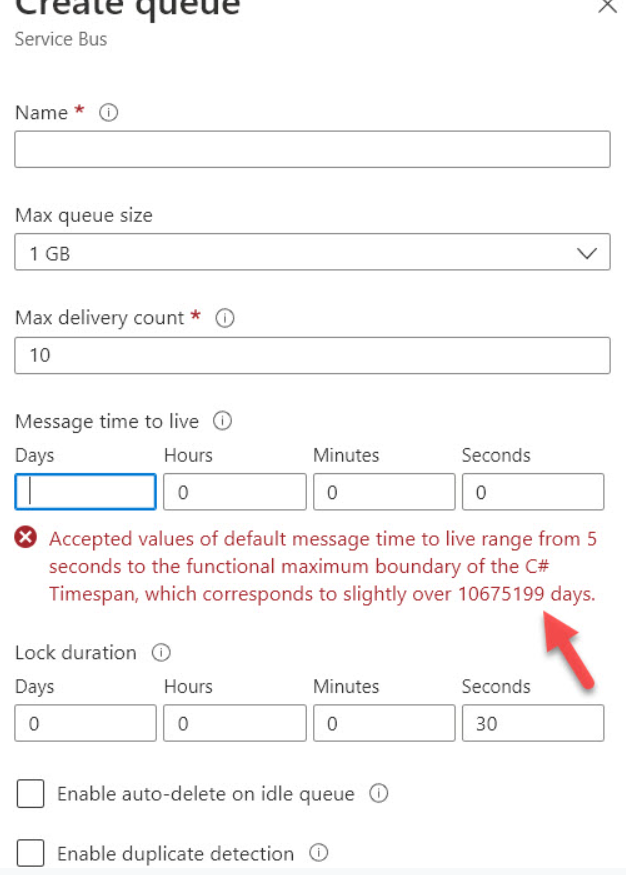 Create queue
Service Bus
Name *
Max queue size
1 GB
Max delivery count *
10
Message time to live
Days Hours Minutes Seconds
0 0 0
Accepted values of default message time to live range from 5
seconds to the functional maximum boundary of the C#
Timespan, which corresponds to slightly over 10675199 days.
Lock duration
Days Hours Minutes Seconds
0 0 0 30
Enable auto-delete on idle queue
Enable duplicate detection